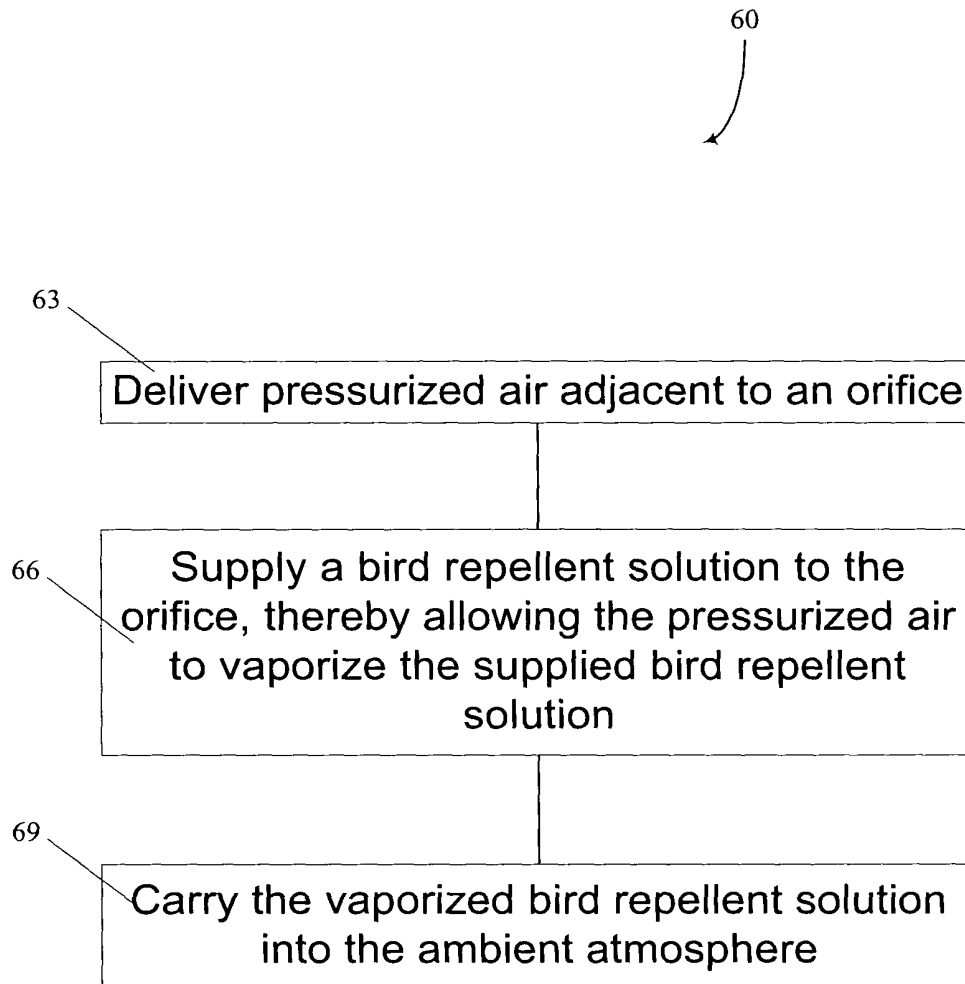 60
63
Deliver pressurized air adjacent to an orifice
66
Supply a bird repellent solution to the
orifice, thereby allowing the pressurized air
to vaporize the supplied bird repellent
solution
69
Carry the vaporized bird repellent solution
into the ambient atmosphere